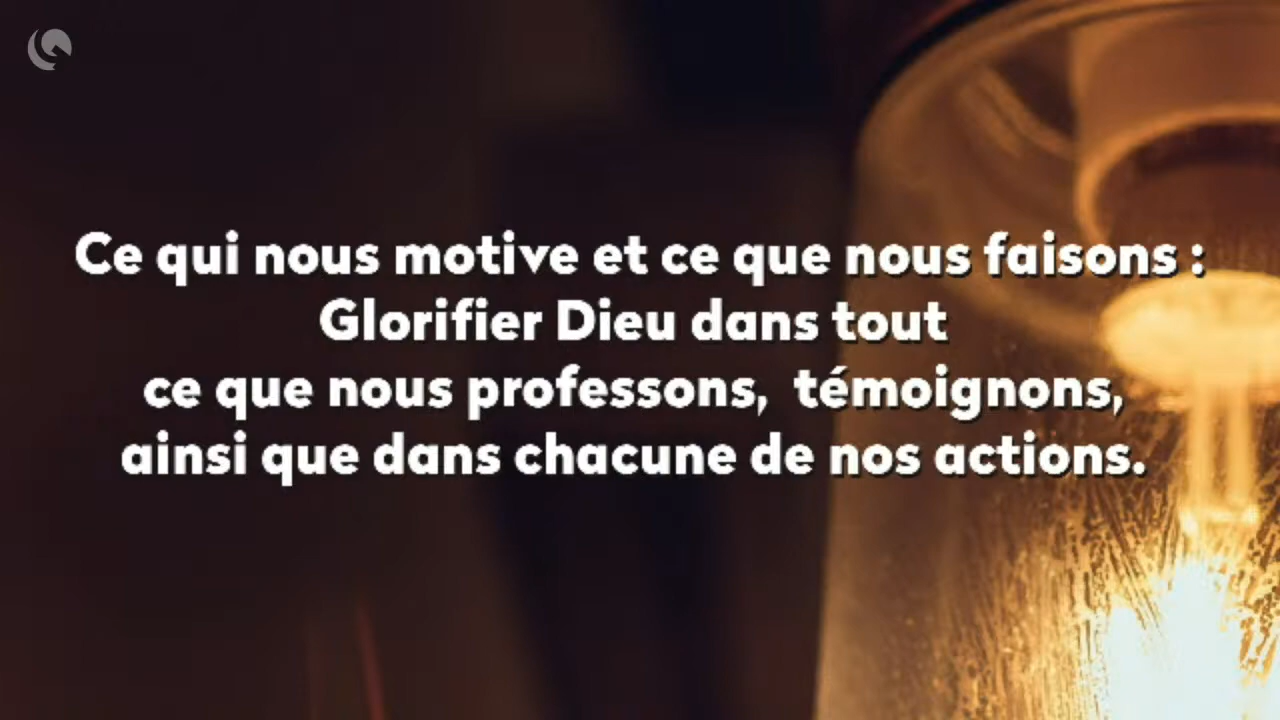 Ce qui nous motive et ce que nous faisons :
Glorifier Dieu dans tout
ce que nous professons,  témoignons,
ainsi que dans chacune de nos actions.